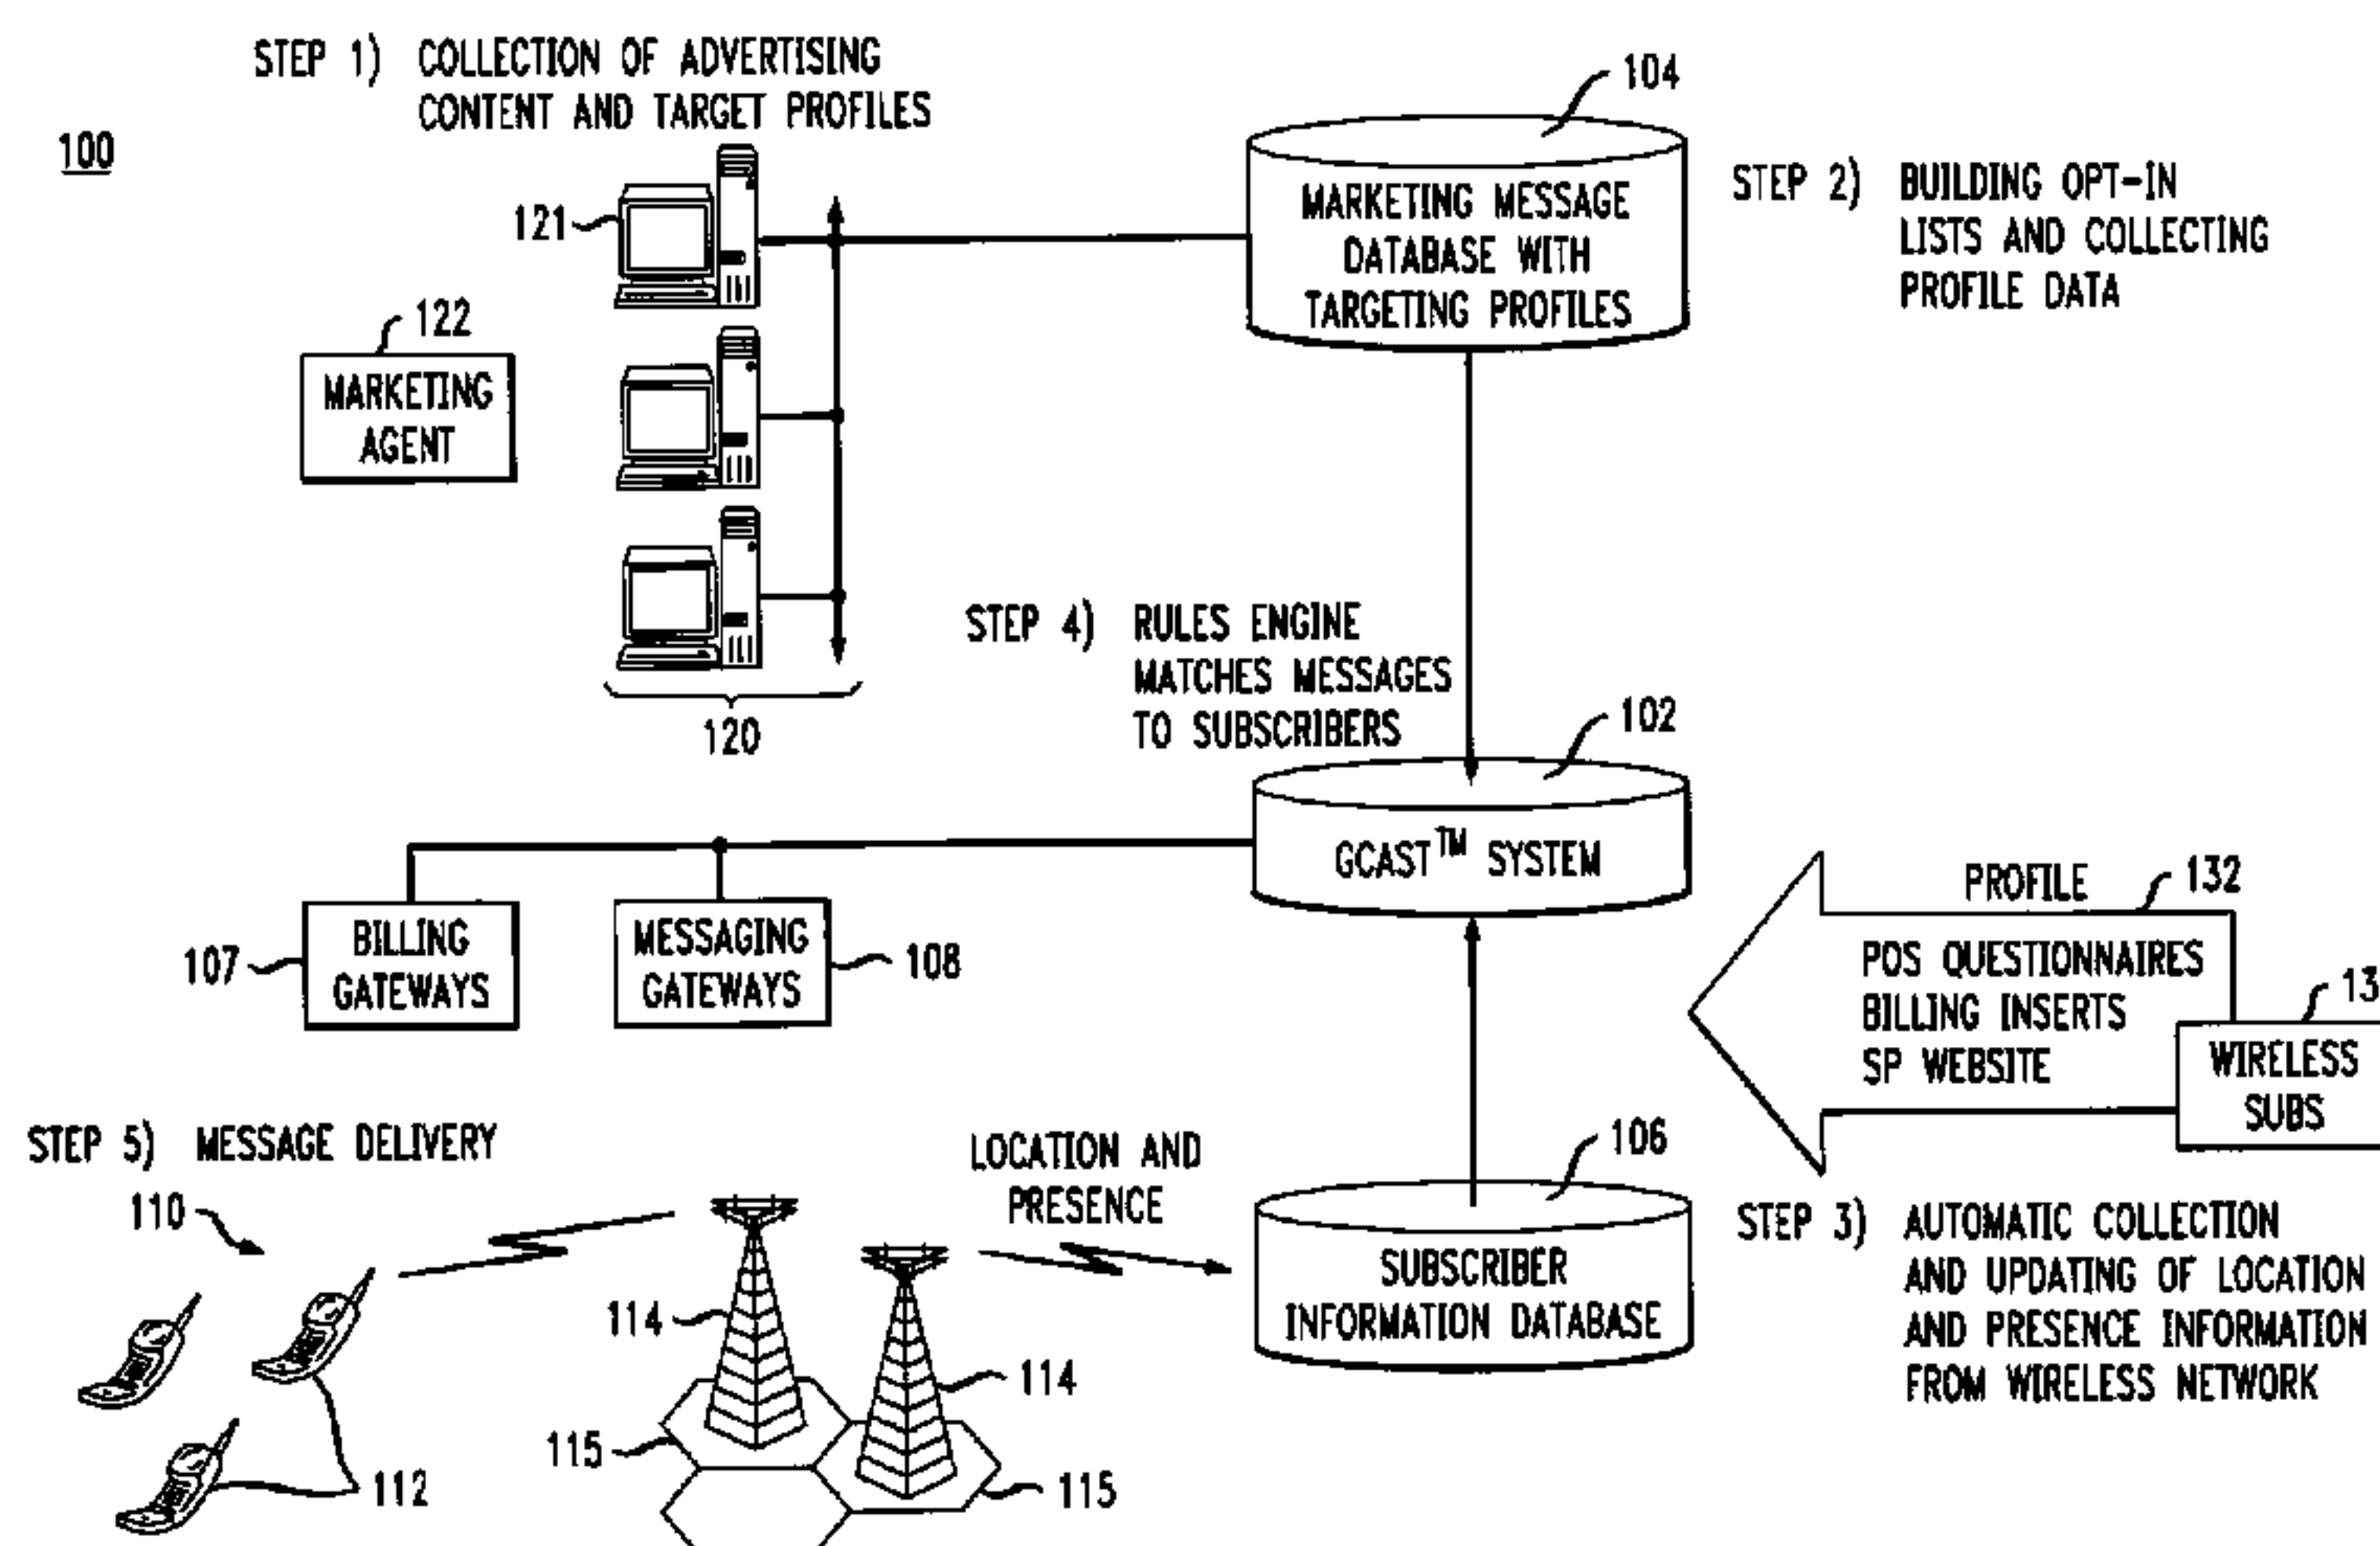 STEP 1) COLLECTION OF ADVERTISING
CONTENT AND TARGET PROFILES
100
121
122
MARKETING
AGENT
120
104
MARKETING MESSAGE
DATABASE WITH
TARGETING PROFILES
STEP 2) BUILDING OPT-IN
LISTS AND COLLECTING
PROFILE DATA
STEP 4) RULES ENGINE
MATCHES MESSAGES
TO SUBSCRIBERS
102
GCAST™ SYSTEM
107
BILLING
GATEWAYS
MESSAGING
GATEWAYS
108
PROFILE
132
POS QUESTIONNAIRES
BILLING INSERTS
SP WEBSITE
13
WIRELESS
SUBS
STEP 5) MESSAGE DELIVERY
110
112
LOCATION AND
PRESENCE
114
114
115
115
106
SUBSCRIBER
INFORMATION DATABASE
STEP 3) AUTOMATIC COLLECTION
AND UPDATING OF LOCATION
AND PRESENCE INFORMATION
FROM WIRELESS NETWORK